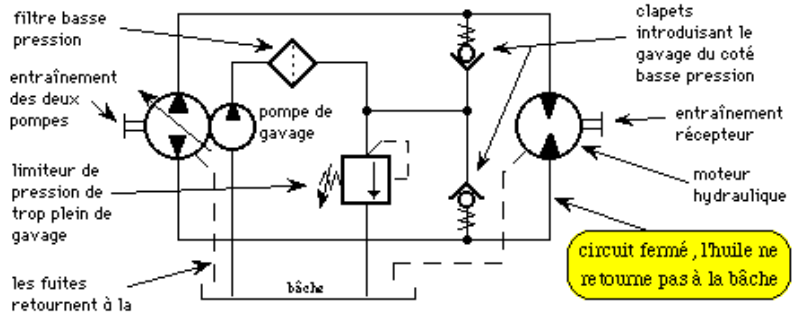 filtre basse
pression
clapets
introduisant le
gavage du coté
basse pression
entraînement
des deux
pompes
pompe de
gavage
entraînement
récepteur
limiteur de
pression de
trop plein de
gavage
moteur
hydraulique
circuit fermé, l'huile ne
retourne pas à la bâche
les fuites
retournent à la
bâche